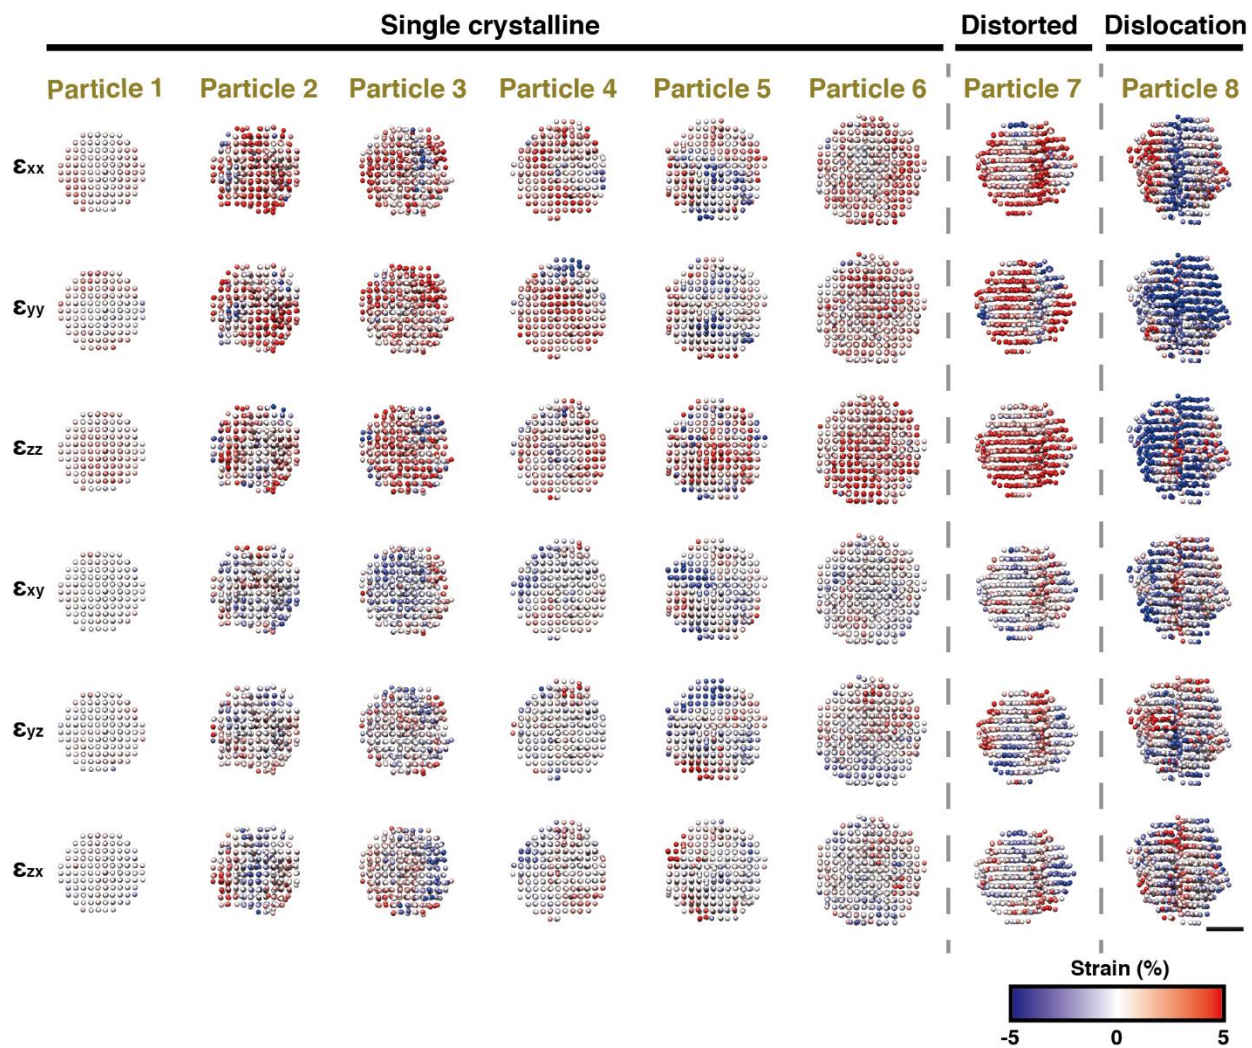 Single crystalline Distorted Dislocation
Particle 1 Particle 2 Particle 3 Particle 4 Particle 5 Particle 6 Particle 7 Particle 8
εxx
εyy
εzz
εxy
εyz
εzx
Strain (%)
-5 0 5